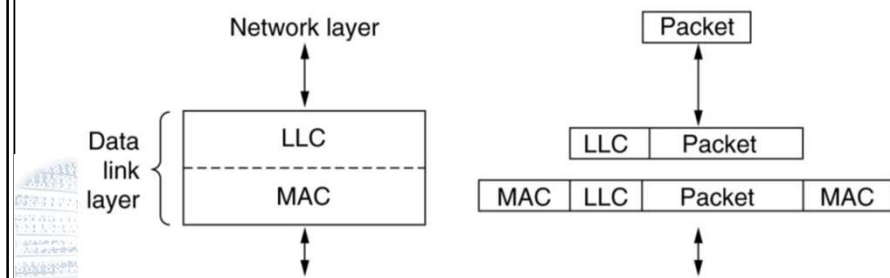 Network layer
Data
link
layer
LLC
MAC
Packet
LLC Packet
MAC LLC Packet MAC